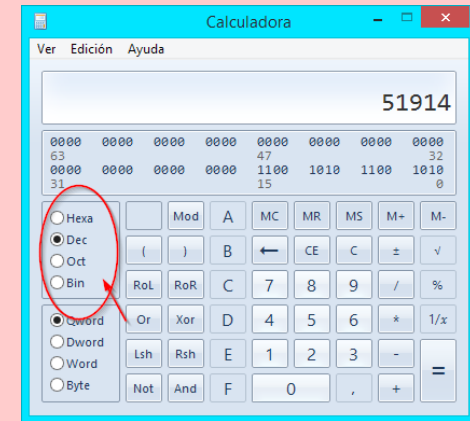 Calculadora
Ver Edición Ayuda
51914
0000 0000 0000 0000 0000 0000 0000 0000
63 47 32
0000 0000 0000 0000 1100 1010 1100 1010
31 15 0
Hexa Mod A MC MR MS M+ M-
Dec ( ) B ← CE C ± √
Oct
Bin RoL RoR C 7 8 9 / %
Qword Or Xor D 4 5 6 * 1/x
Dword
Word Lsh Rsh E 1 2 3 - =
Byte Not And F 0 , +